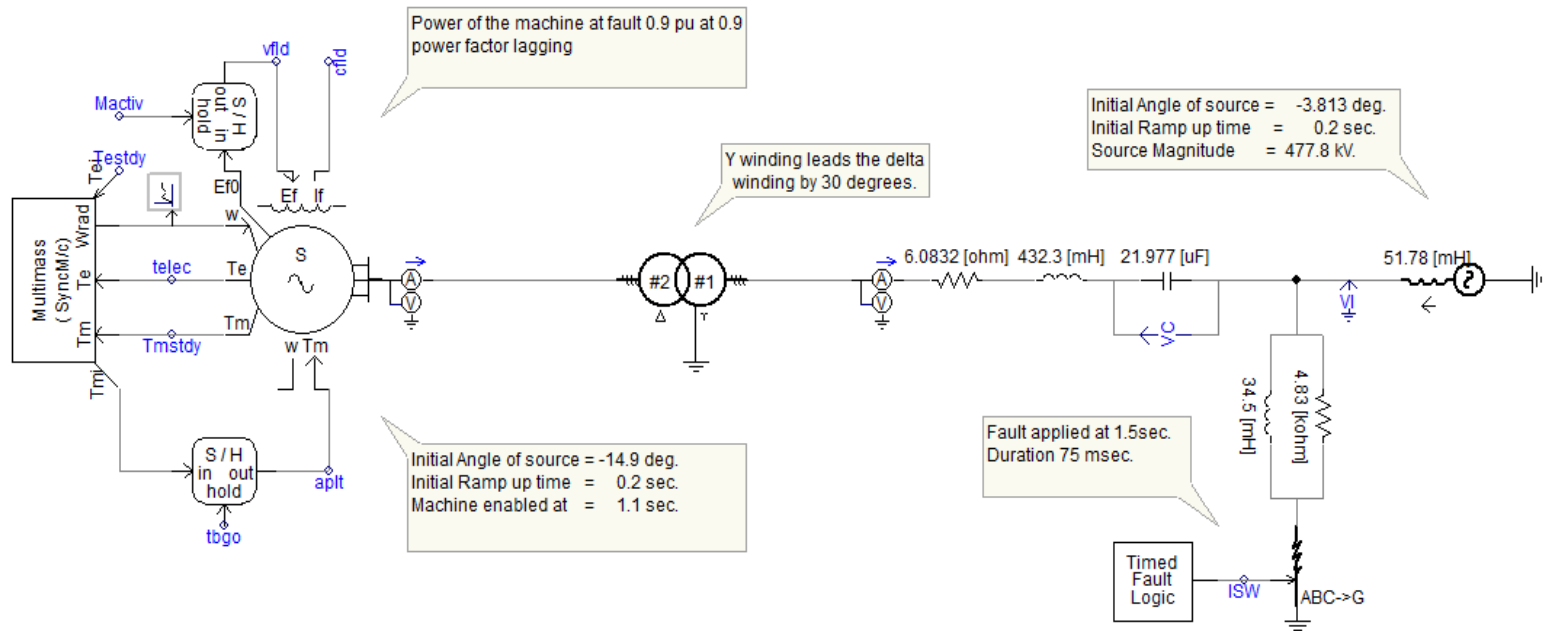 Power of the machine at fault 0.9 pu at 0.9
power factor lagging
vfld
cfld
Mactiv
S / H
in
out
hold
Testdy
Tei
Ef0
Ef
If
Initial Angle of source = -3.813 deg.
Initial Ramp up time = 0.2 sec.
Source Magnitude = 477.8 kV.
Y winding leads the delta
winding by 30 degrees.
Multimass
( SyncM/c)
Wrad
w
S
telec
Te
Te
Tm
Tm
Tmstdy
w Tm
Tmi
A
V
#2
#1
A
V
6.0832 [ohm]
432.3 [mH]
21.977 [uF]
VC
VI
51.78 [mH]
34.5 [mH]
4.83 [kohm]
S / H
in out
hold
tbgo
aplt
Initial Angle of source = -14.9 deg.
Initial Ramp up time = 0.2 sec.
Machine enabled at = 1.1 sec.
Fault applied at 1.5sec.
Duration 75 msec.
Timed
Fault
Logic
ISW
ABC->G